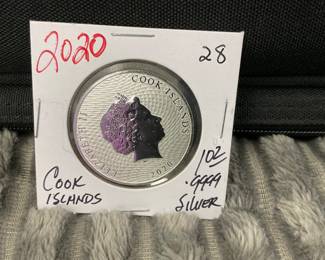 2020
28
COOK ISLANDS
ELIZABETH II
2020
COOK
ISLANDS
1OZ
.9999
SILVER